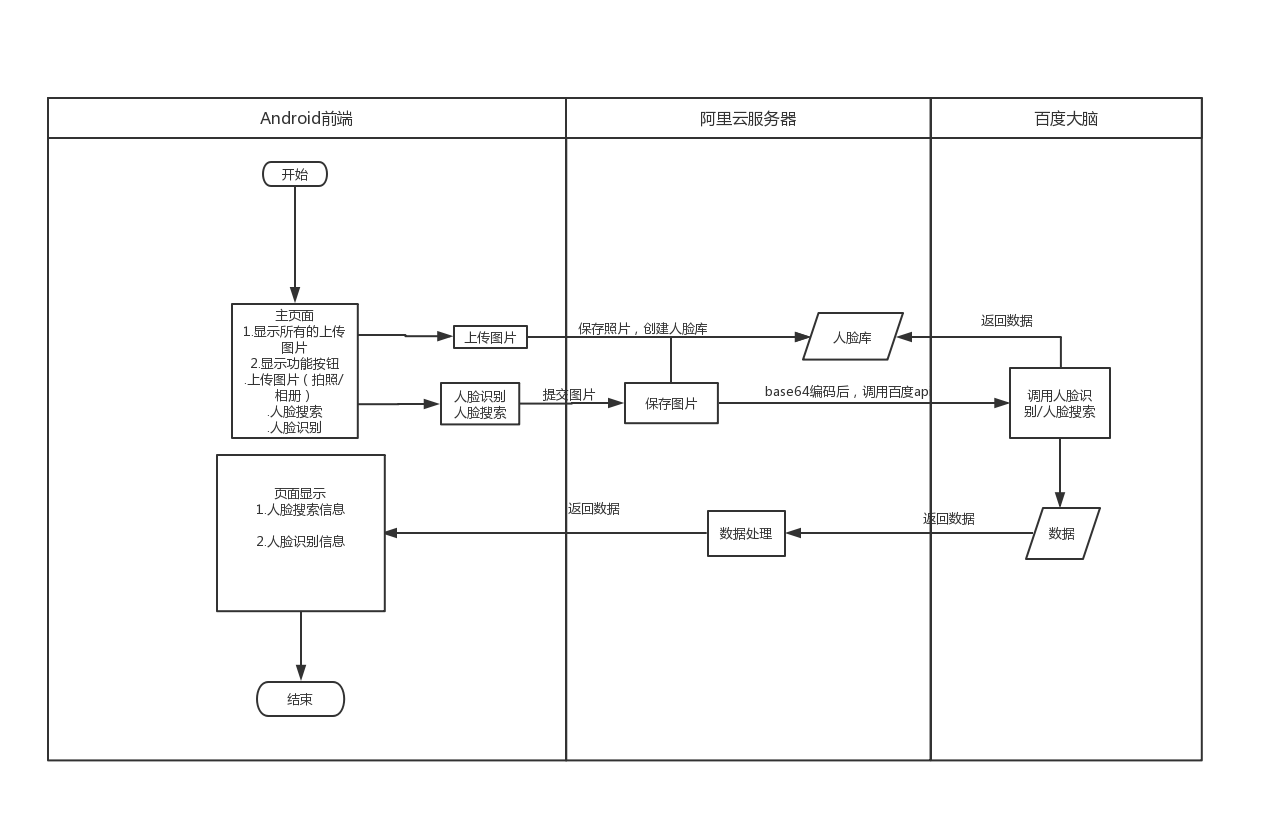 Android前端
阿里云服务器
百度大脑
开始
主页面
1.显示所有的上传
图片
2.显示功能按钮
.上传图片（拍照/
相册）
.人脸搜索
.人脸识别
上传图片
保存照片，创建人脸库
人脸库
返回数据
人脸识别
人脸搜索
提交图片
保存图片
base64编码后，调用百度ap
调用人脸识
别/人脸搜索
页面显示
1.人脸搜索信息
2.人脸识别信息
返回数据
数据处理
返回数据
数据
结束